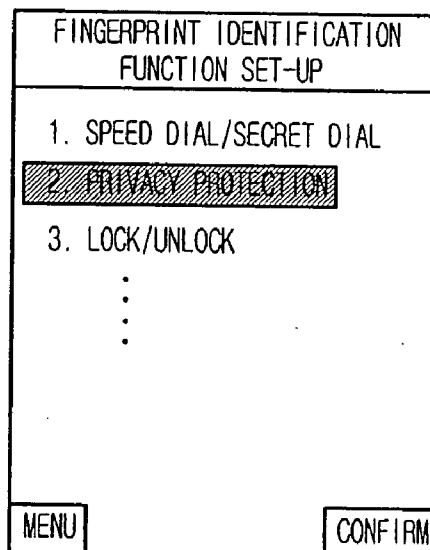 FINGERPRINT IDENTIFICATION
FUNCTION SET-UP
1. SPEED DIAL/SECRET DIAL
2. PRIVACY PROTECTION
3. LOCK/UNLOCK
MENU
CONFIRM